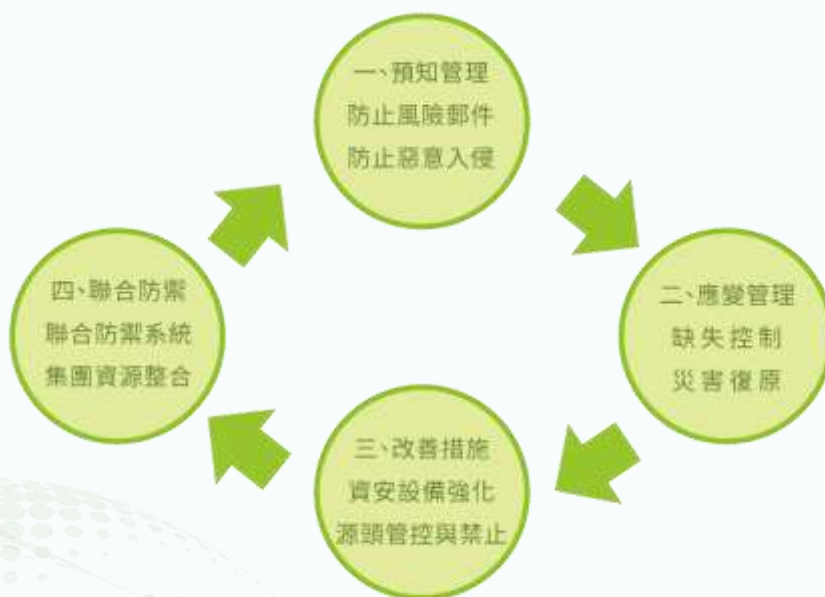 一、預知管理
防止風險郵件
防止惡意入侵
二、應變管理
缺失控制
災害復原
三、改善措施
資安設備強化
源頭管控與禁止
四、聯合防禦
聯合防禦系統
集團資源整合